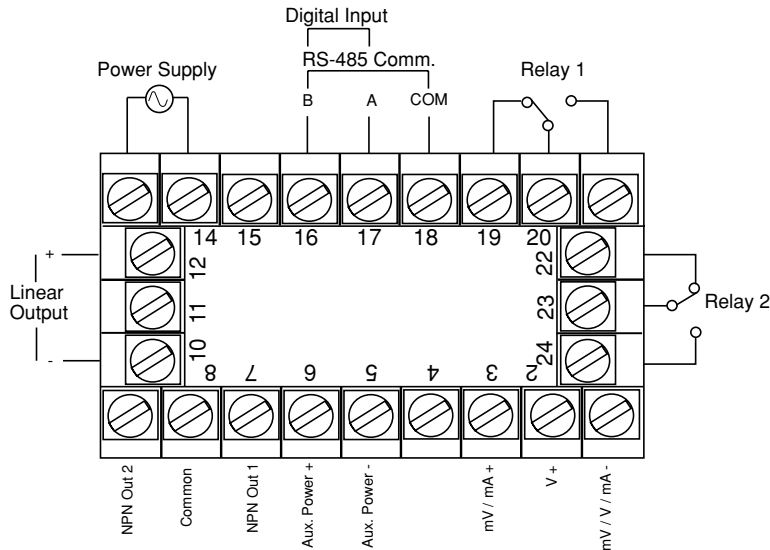 Digital Input
RS-485 Comm.
Power Supply
Relay 1
B
A
COM
14
15
16
17
18
19
20
+
12
22
Linear
Output
11
23
Relay 2
-
10
24
8
7
6
5
4
3
2
NPN Out 2
Common
NPN Out 1
Aux. Power +
Aux. Power -
mV / mA +
V +
mV / V / mA -